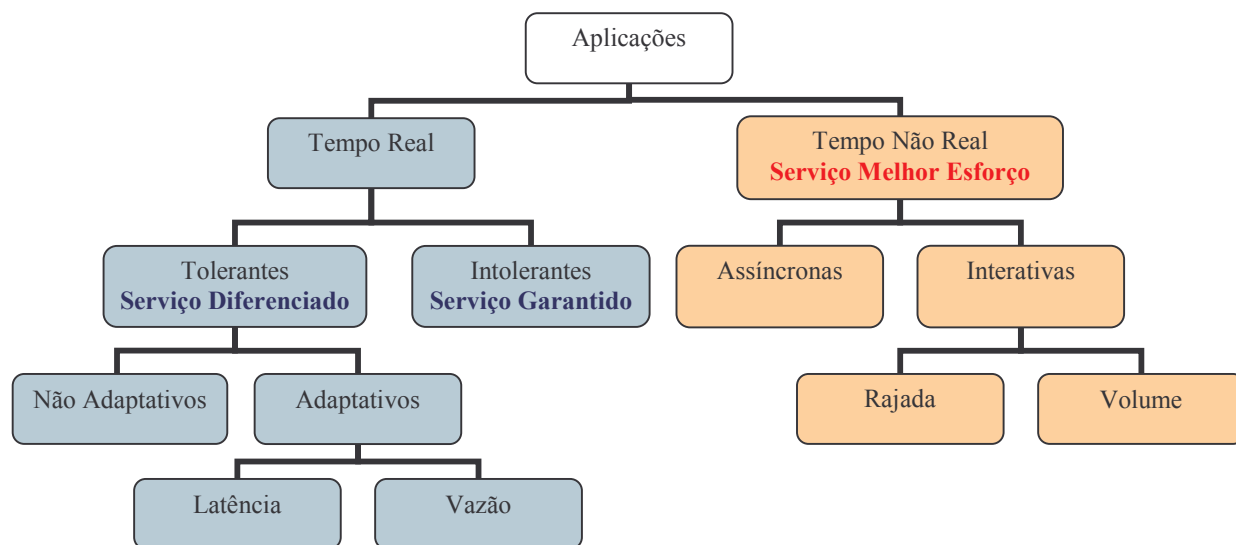 Aplicações
Tempo Real
Tempo Não Real
Serviço Melhor Esforço
Tolerantes
Serviço Diferenciado
Intolerantes
Serviço Garantido
Assíncronas
Interativas
Não Adaptativos
Adaptativos
Rajada
Volume
Latência
Vazão